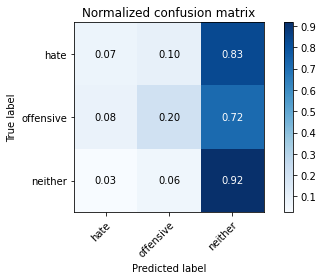 Normalized confusion matrix
True label
hate
0.07 0.10 0.83
offensive
0.08 0.20 0.72
neither
0.03 0.06 0.92
hate
offensive
neither
Predicted label
0.9
0.8
0.7
0.6
0.5
0.4
0.3
0.2
0.1